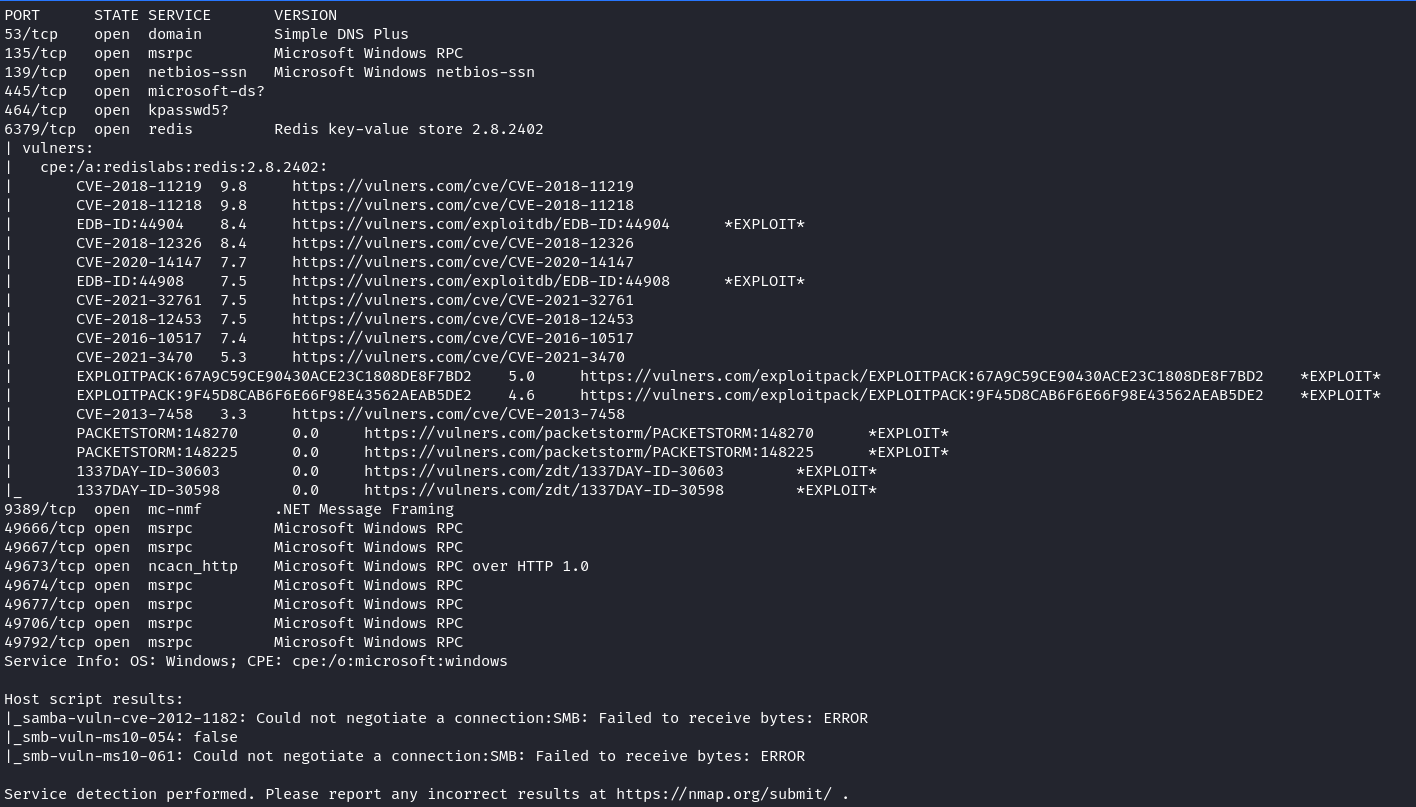 PORT      STATE SERVICE       VERSION
53/tcp    open  domain        Simple DNS Plus
135/tcp   open  msrpc         Microsoft Windows RPC
139/tcp   open  netbios-ssn   Microsoft Windows netbios-ssn
445/tcp   open  microsoft-ds?
464/tcp   open  kpasswd5?
6379/tcp  open  redis         Redis key-value store 2.8.2402
| vulners:
|   cpe:/a:redislabs:redis:2.8.2402:
|       CVE-2018-11219  9.8     https://vulners.com/cve/CVE-2018-11219
|       CVE-2018-11218  9.8     https://vulners.com/cve/CVE-2018-11218
|       EDB-ID:44904    8.4     https://vulners.com/exploitdb/EDB-ID:44904      *EXPLOIT*
|       CVE-2018-12326  8.4     https://vulners.com/cve/CVE-2018-12326
|       CVE-2020-14147  7.7     https://vulners.com/cve/CVE-2020-14147
|       EDB-ID:44908    7.5     https://vulners.com/exploitdb/EDB-ID:44908      *EXPLOIT*
|       CVE-2021-32761  7.5     https://vulners.com/cve/CVE-2021-32761
|       CVE-2018-12453  7.5     https://vulners.com/cve/CVE-2018-12453
|       CVE-2016-10517  7.4     https://vulners.com/cve/CVE-2016-10517
|       CVE-2021-3470   5.3     https://vulners.com/cve/CVE-2021-3470
|       EXPLOITPACK:67A9C59CE90430ACE23C1808DE8F7BD2    5.0     https://vulners.com/exploitpack/EXPLOITPACK:67A9C59CE90430ACE23C1808DE8F7BD2    *EXPLOIT*
|       EXPLOITPACK:9F45D8CAB6F6E66F98E43562AEAB5DE2    4.6     https://vulners.com/exploitpack/EXPLOITPACK:9F45D8CAB6F6E66F98E43562AEAB5DE2    *EXPLOIT*
|       CVE-2013-7458   3.3     https://vulners.com/cve/CVE-2013-7458
|       PACKETSTORM:148270      0.0     https://vulners.com/packetstorm/PACKETSTORM:148270      *EXPLOIT*
|       PACKETSTORM:148225      0.0     https://vulners.com/packetstorm/PACKETSTORM:148225      *EXPLOIT*
|       1337DAY-ID-30603        0.0     https://vulners.com/zdt/1337DAY-ID-30603        *EXPLOIT*
|_      1337DAY-ID-30598        0.0     https://vulners.com/zdt/1337DAY-ID-30598        *EXPLOIT*
9389/tcp  open  mc-nmf        .NET Message Framing
49666/tcp open  msrpc         Microsoft Windows RPC
49667/tcp open  msrpc         Microsoft Windows RPC
49673/tcp open  ncacn_http    Microsoft Windows RPC over HTTP 1.0
49674/tcp open  msrpc         Microsoft Windows RPC
49677/tcp open  msrpc         Microsoft Windows RPC
49706/tcp open  msrpc         Microsoft Windows RPC
49792/tcp open  msrpc         Microsoft Windows RPC
Service Info: OS: Windows; CPE: cpe:/o:microsoft:windows

Host script results:
|_samba-vuln-cve-2012-1182: Could not negotiate a connection:SMB: Failed to receive bytes: ERROR
|_smb-vuln-ms10-054: false
|_smb-vuln-ms10-061: Could not negotiate a connection:SMB: Failed to receive bytes: ERROR

Service detection performed. Please report any incorrect results at https://nmap.org/submit/ .